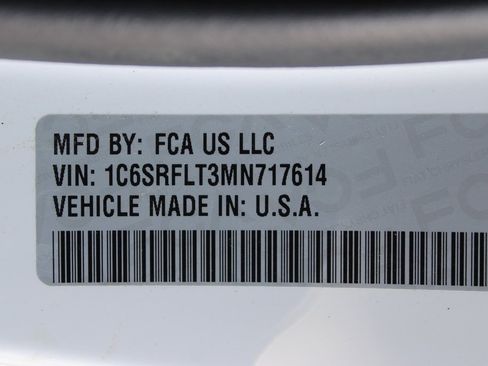 MFD BY: FCA US LLC
VIN: 1C6SRFLT3MN717614
VEHICLE MADE IN: U.S.A.